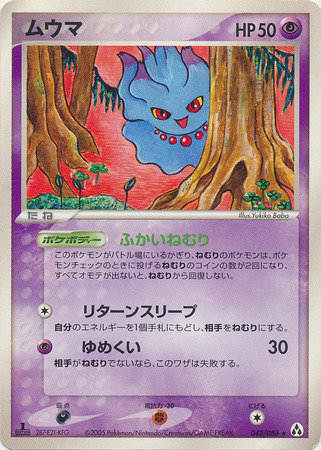 ムウマ HP50
Illus.Yukiko Baba
たね
ポケボディー ふかいねむり
このポケモンがバトル場にいるかぎり、ねむりのポケモンは、ポケ
モンチェックのときに投げるねむりのコインの数が2回になり、
すべてオモテが出ないと、ねむりから回復しない。
リターンスリープ
自分のエネルギーを1個手札にもどし、相手をねむりにする。
ゆめくい 30
相手がねむりでないなら、このワザは失敗する。
弱点 抵抗力 -30 にげる
1
287-E21-KFG ©2005 Pokémon/Nintendo/Creatures/GAME FREAK 042/086